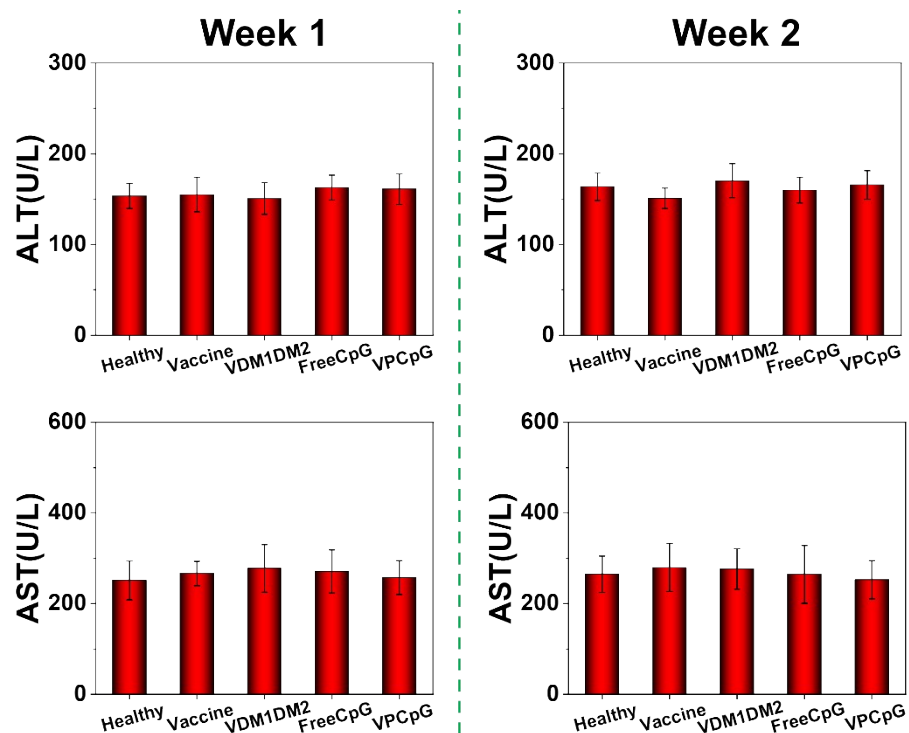 Week 1
Week 2
ALT(U/L)
300
200
100
0
Healthy
Vaccine
VDM1DM2
FreeCpG
VPCpG
ALT(U/L)
300
200
100
0
Healthy
Vaccine
VDM1DM2
FreeCpG
VPCpG
AST(U/L)
600
400
200
0
Healthy
Vaccine
VDM1DM2
FreeCpG
VPCpG
AST(U/L)
600
400
200
0
Healthy
Vaccine
VDM1DM2
FreeCpG
VPCpG